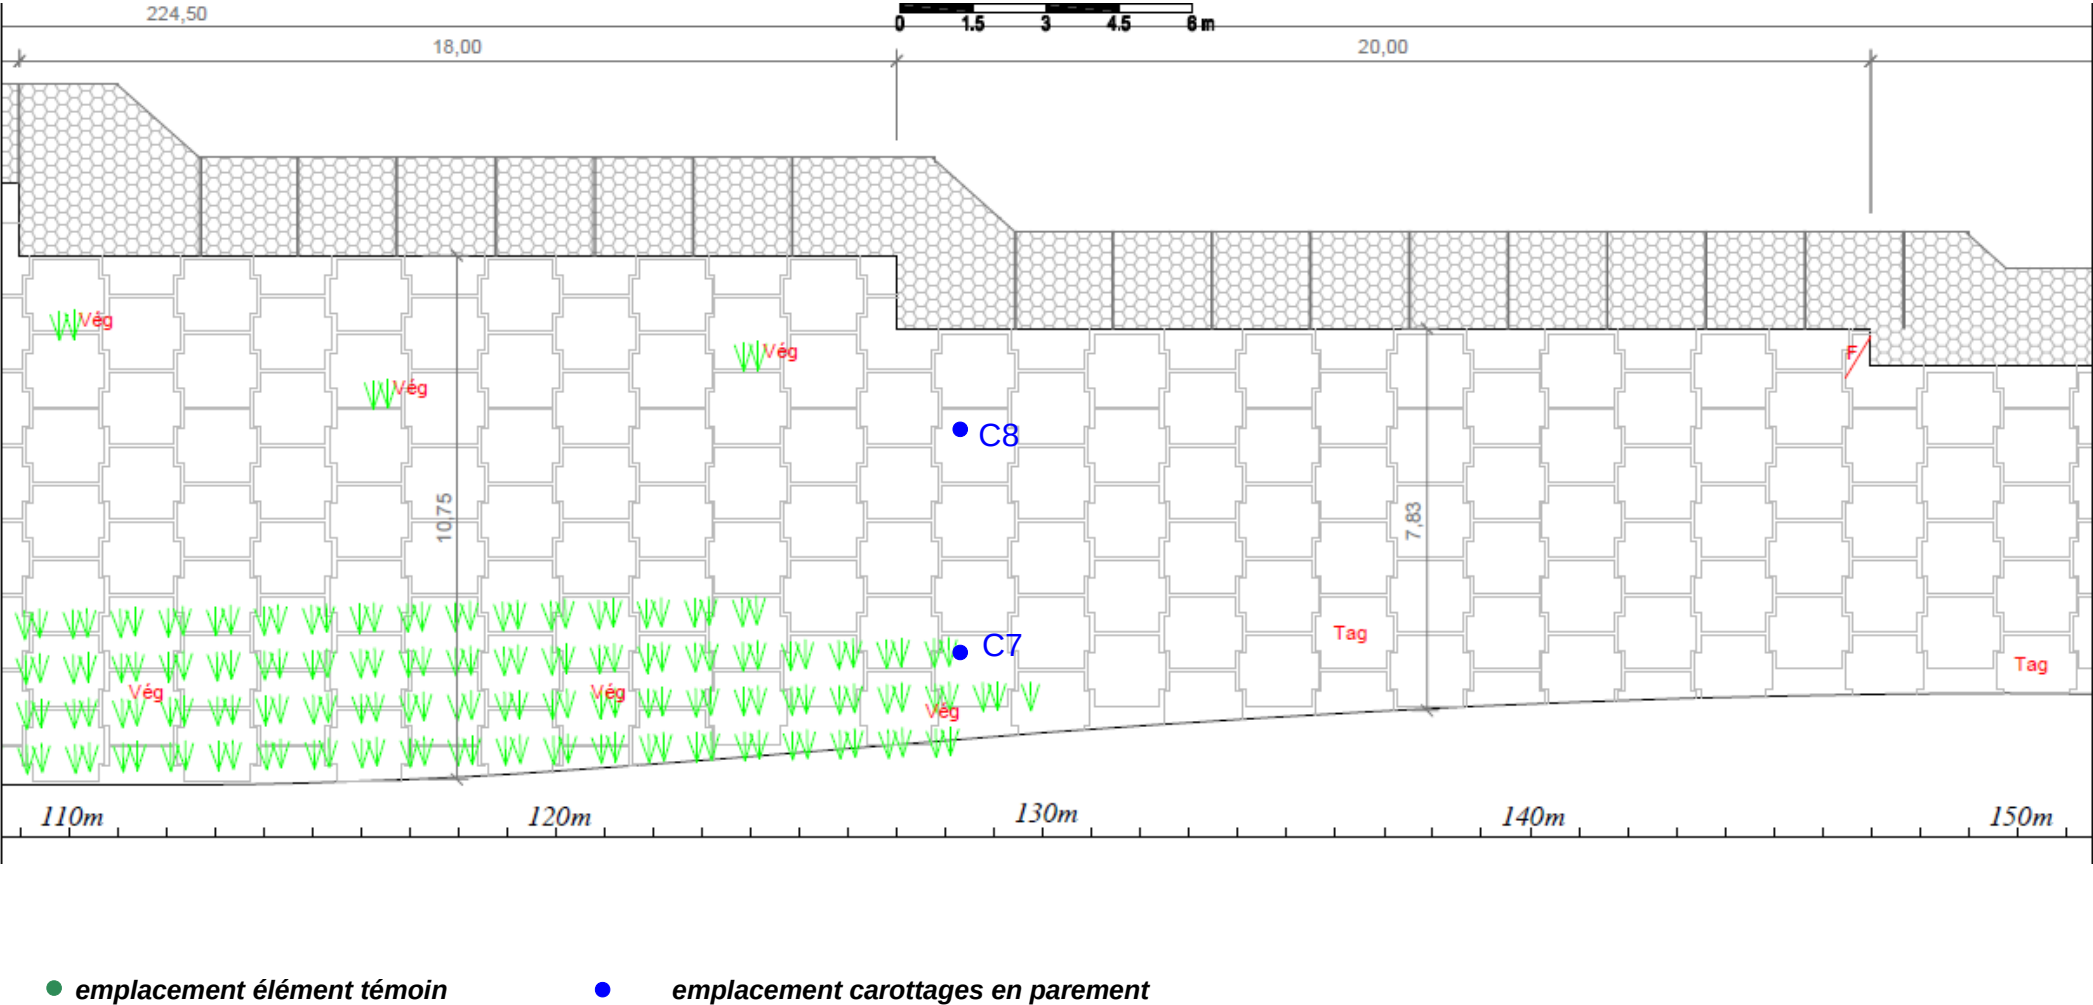 224,50
0 1.5 3 4.5 6 m
18,00 20,00
Vég
Vég
Vég
F
C8
10,75
7,83
C7
Tag
Tag
Vég
Vég
Vég
110m 120m 130m 140m 150m
emplacement élément témoin emplacement carottages en parement